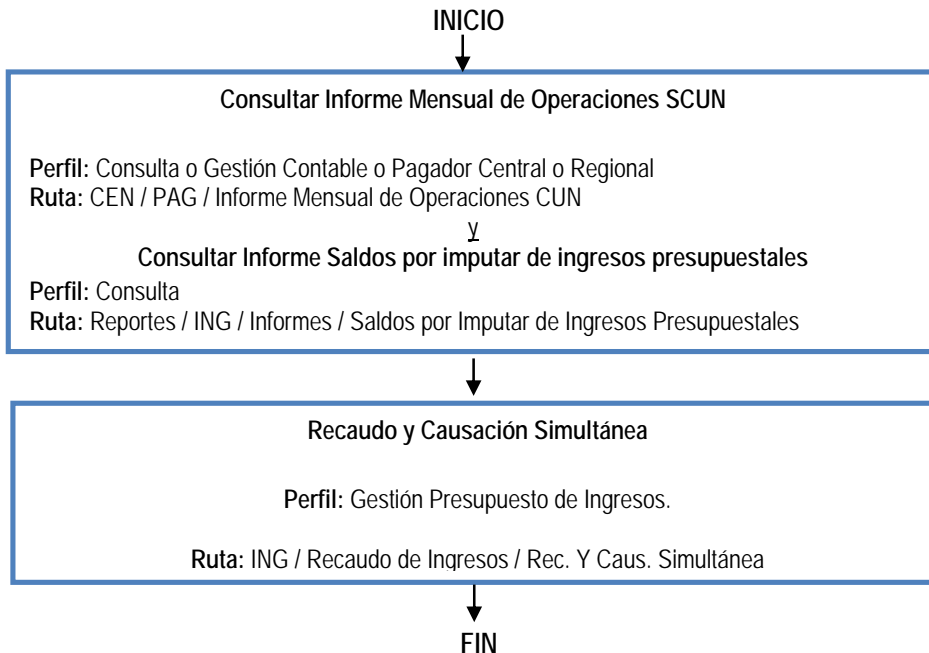 INICIO
Consultar Informe Mensual de Operaciones SCUN
Perfil: Consulta o Gestión Contable o Pagador Central o Regional
Ruta: CEN / PAG / Informe Mensual de Operaciones CUN
y
Consultar Informe Saldos por imputar de ingresos presupuestales
Perfil: Consulta
Ruta: Reportes / ING / Informes / Saldos por Imputar de Ingresos Presupuestales
Recaudo y Causación Simultánea
Perfil: Gestión Presupuesto de Ingresos.
Ruta: ING / Recaudo de Ingresos / Rec. Y Caus. Simultánea
FIN